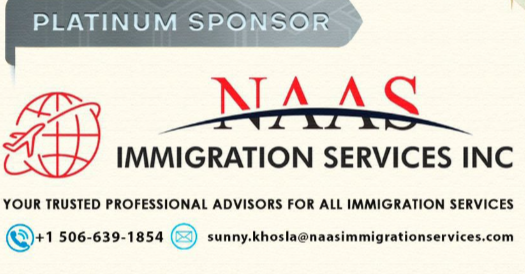 PLATINUM SPONSOR
NAAS
IMMIGRATION SERVICES INC
YOUR TRUSTED PROFESSIONAL ADVISORS FOR ALL IMMIGRATION SERVICES
+1 506-639-1854 sunny.khosla@naasimmigrationservices.com